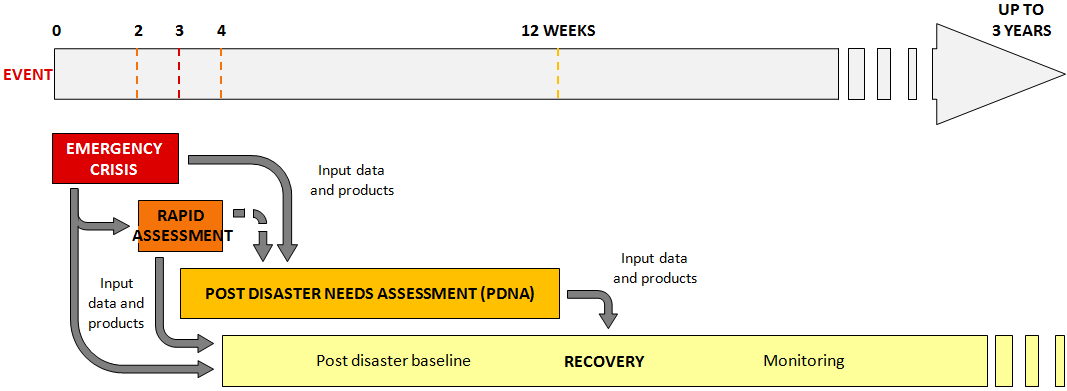 UP TO
3 YEARS
0
2
3
4
12 WEEKS
EVENT
EMERGENCY
CRISIS
Input data
and products
RAPID
ASSESSMENT
Input data
and products
POST DISASTER NEEDS ASSESSMENT (PDNA)
Input
data and
products
Post disaster baseline
RECOVERY
Monitoring